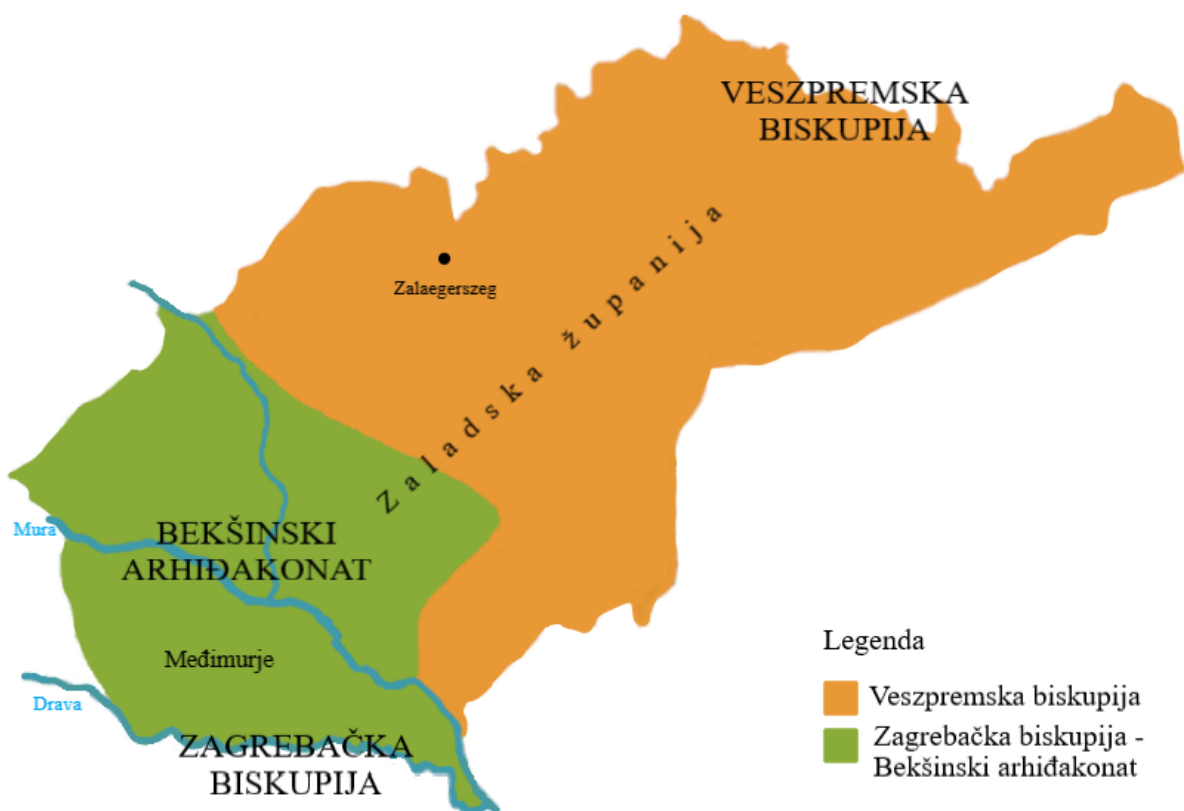 VESZPREMSKA
BISKUPIJA
Zaladska županija
Zalaegerszeg
Mura
BEKŠINSKI
ARHIĐAKONAT
Međimurje
Drava
ZAGREBAČKA
BISKUPIJA
Legenda
Veszpremska biskupija
Zagrebačka biskupija -
Bekšinski arhiđakonat